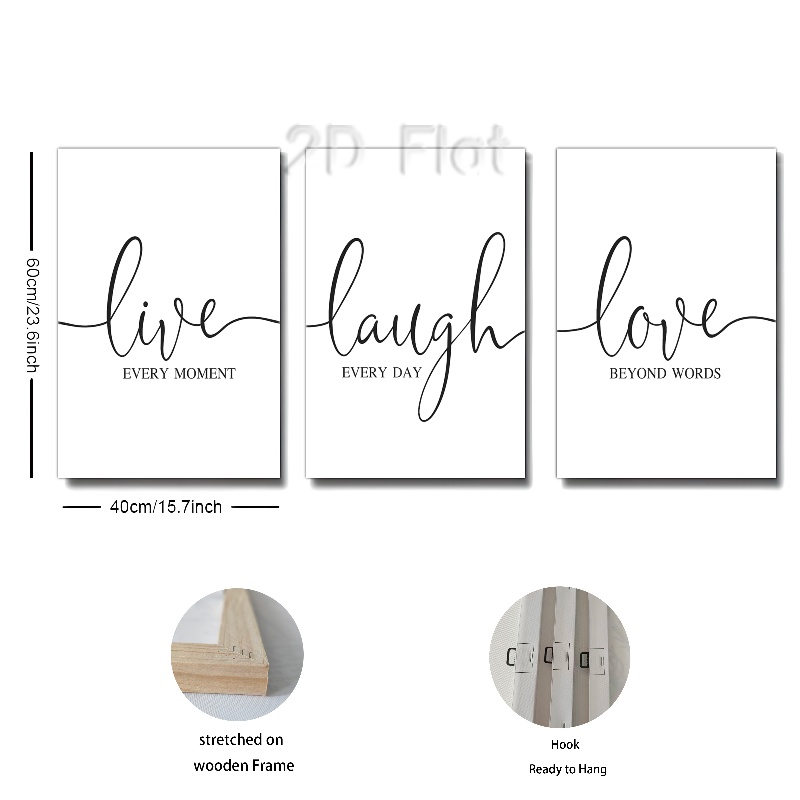 2D Flat
60cm/23.6inch
live
EVERY MOMENT
laugh
EVERY DAY
love
BEYOND WORDS
40cm/15.7inch
stretched on
wooden Frame
Hook
Ready to Hang